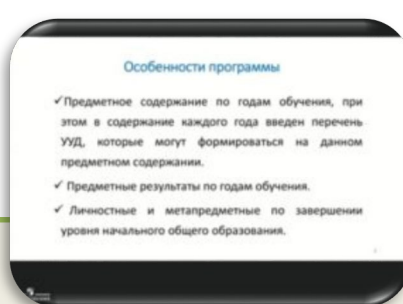 Особенности программы
✓Предметное содержание по годам обучения, при
этом в содержание каждого года введен перечень
УУД, которые могут формироваться на данном
предметном содержании.
✓ Предметные результаты по годам обучения.
✓ Личностные и метапредметные по завершении
уровня начального общего образования.